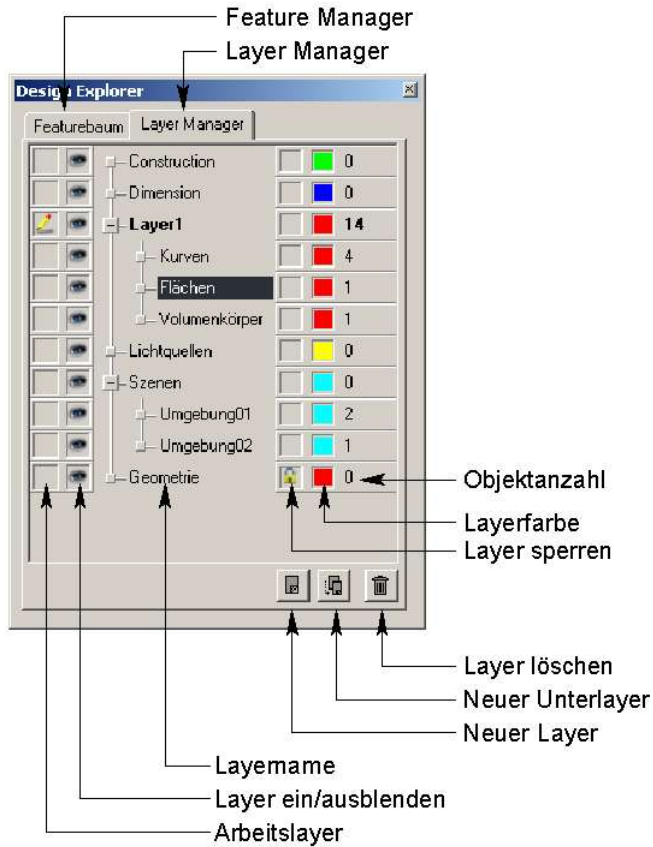 Feature Manager
Layer Manager
Design Explorer
Featurebaum
Layer Manager
Construction 0
Dimension 0
Layer1 14
Kurven 4
Flächen 1
Volumenkörper 1
Lichtquellen 0
Szenen 0
Umgebung01 2
Umgebung02 1
Geometrie 0
Objektanzahl
Layerfarbe
Layer sperren
Layer löschen
Neuer Unterlayer
Neuer Layer
Layername
Layer ein/ausblenden
Arbeitslayer